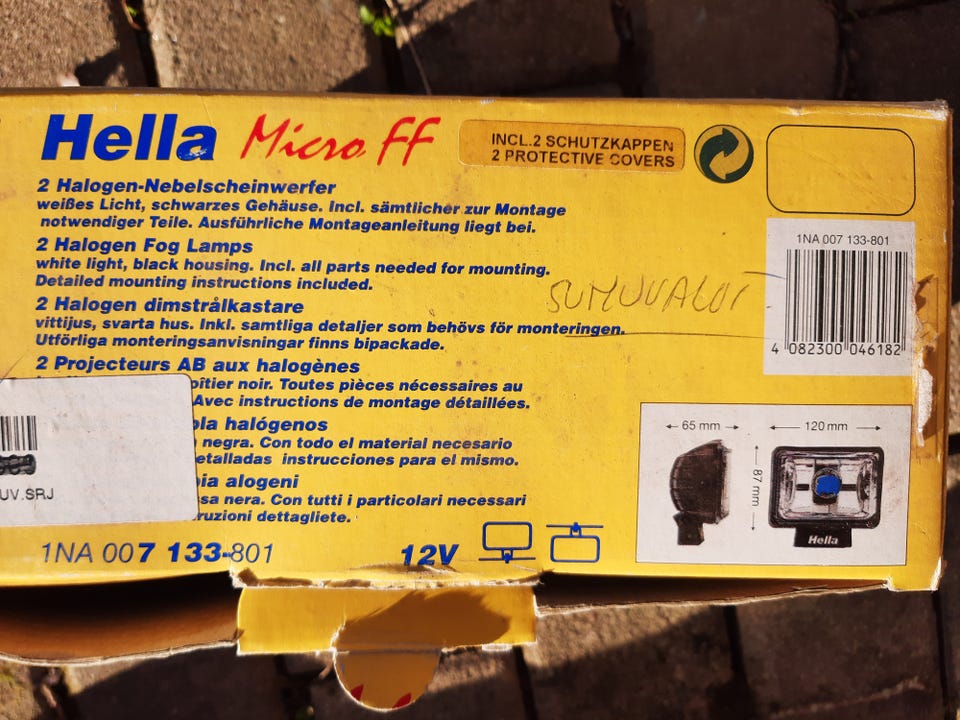 Hella Micro FF
INCL.2 SCHUTZKAPPEN
2 PROTECTIVE COVERS
2 Halogen-Nebelscheinwerfer
weißes Licht, schwarzes Gehäuse. Incl. sämtlicher zur Montage
notwendiger Teile. Ausführliche Montageanleitung liegt bei.
2 Halogen Fog Lamps
white light, black housing. Incl. all parts needed for mounting.
Detailed mounting instructions included.
SUMUVALOT
2 Halogen dimstrålkastare
vittijus, svarta hus. Inkl. samtliga detaljer som behövs för monteringen.
Utförliga monteringsanvisningar finns bipackade.
2 Projecteurs AB aux halogènes
boîtier noir. Toutes pièces nécessaires au
Avec instructions de montage détaillées.
halógenos
negra. Con todo el material necesario
detalladas instrucciones para el mismo.
alogeni
nera. Con tutti i particolari necessari
dettagliete.
UV.SRJ
1NA 007 133-801
12V
1NA 007 133-801
4 082300 046182
65 mm
120 mm
87 mm
Hella